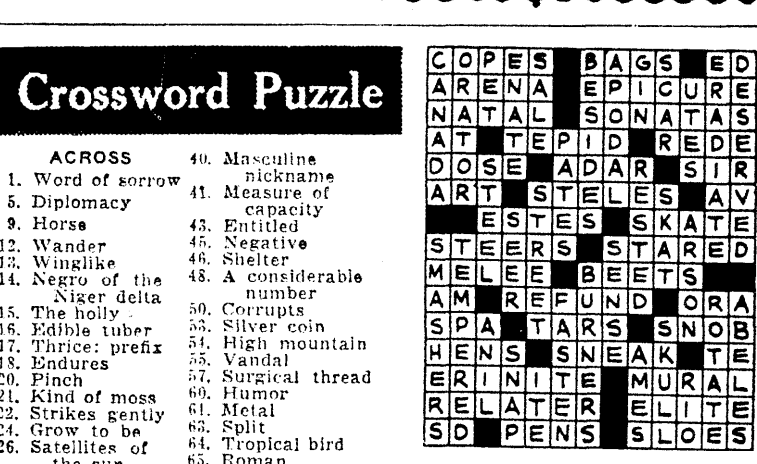 Crossword Puzzle
ACROSS
1. Word of sorrow
5. Diplomacy
9. Horse
12. Wander
13. Winglike
14. Negro of the
Niger delta
15. The holly
16. Edible tuber
17. Thrice: prefix
18. Endures
20. Pinch
21. Kind of moss
22. Strikes gently
24. Grow to be
26. Satellites of
the sun
40. Masculine
nickname
41. Measure of
capacity
43. Entitled
45. Negative
46. Shelter
48. A considerable
number
50. Corrupts
53. Silver coin
54. High mountain
55. Vandal
57. Surgical thread
60. Humor
61. Metal
63. Split
64. Tropical bird
65. Roman
COPES BAGS ED
ARENA EPICURE
NATAL SONATAS
AT TEPID REDE
DOSE ADAR SIR
ART STELES AV
ESTES SKATE
STEERS STARED
MELEE BEETS
AM REFUND ORA
SPA TARS SNOB
HENS SNEAK TE
ERINITE MURAL
RELATER ELITE
SD PENS SLOES